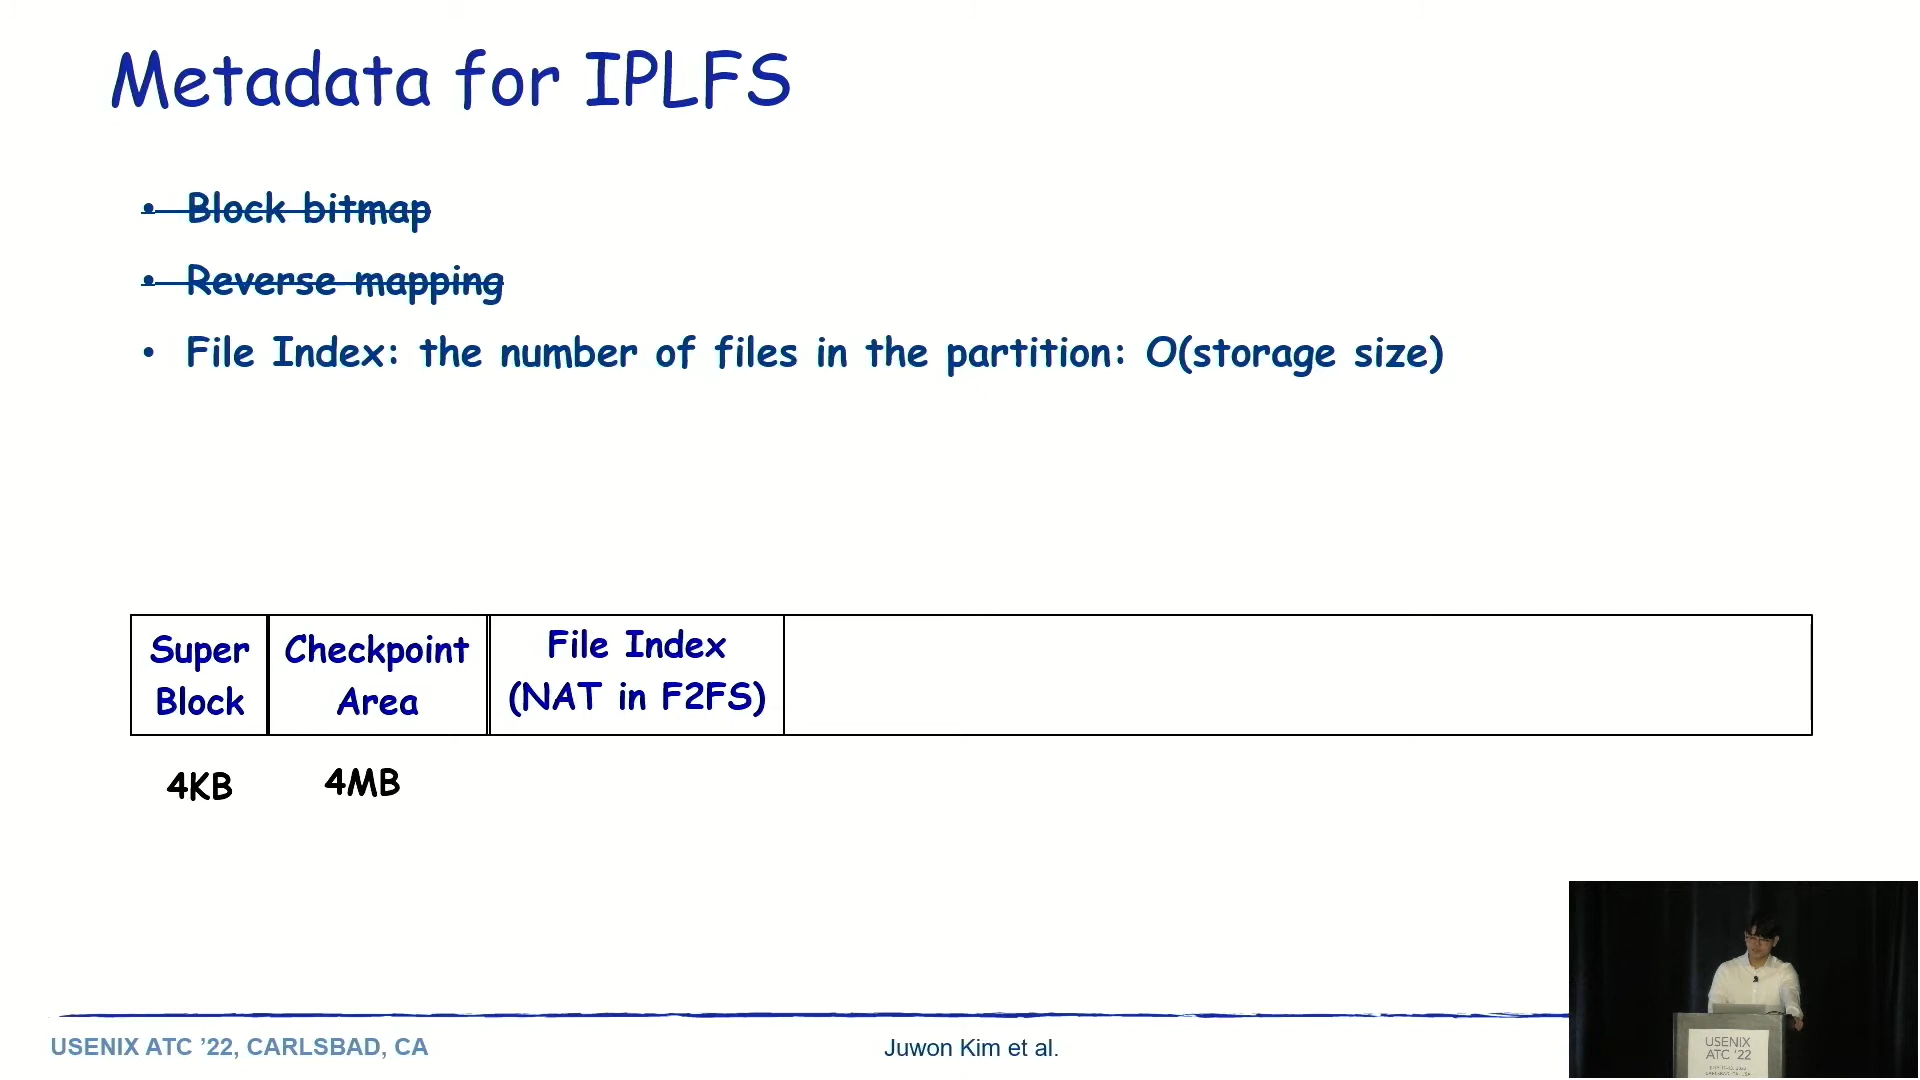 Metadata for IPLFS
• Block bitmap
• Reverse mapping
• File Index: the number of files in the partition: O(storage size)
Super
Block
Checkpoint
Area
File Index
(NAT in F2FS)
4KB
4MB
USENIX ATC ’22, CARLSBAD, CA
Juwon Kim et al.
USENIX
ATC ’22